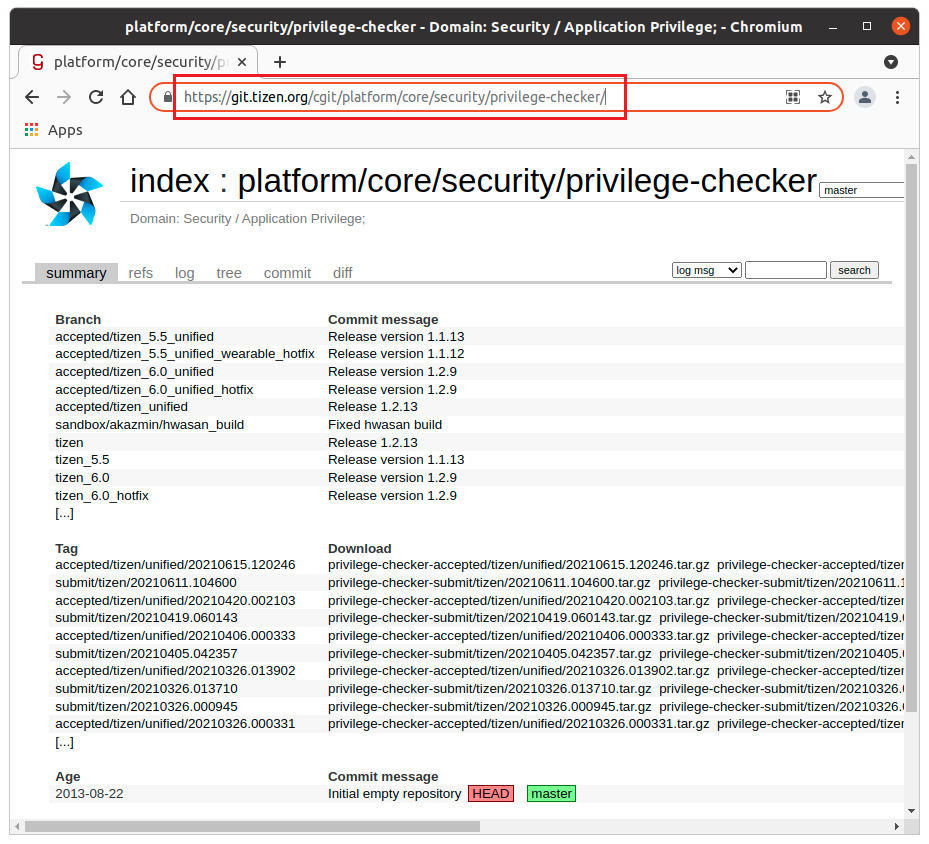 platform/core/security/privilege-checker - Domain: Security / Application Privilege; - Chromium
platform/core/security/p
https://git.tizen.org/cgit/platform/core/security/privilege-checker/
Apps
index : platform/core/security/privilege-checker master
Domain: Security / Application Privilege;
summary refs log tree commit diff log msg search
Branch Commit message
accepted/tizen_5.5_unified Release version 1.1.13
accepted/tizen_5.5_unified_wearable_hotfix Release version 1.1.12
accepted/tizen_6.0_unified Release version 1.2.9
accepted/tizen_6.0_unified_hotfix Release version 1.2.9
accepted/tizen_unified Release 1.2.13
sandbox/akazmin/hwasan_build Fixed hwasan build
tizen Release 1.2.13
tizen_5.5 Release version 1.1.13
tizen_6.0 Release version 1.2.9
tizen_6.0_hotfix Release version 1.2.9
[...]
Tag Download
accepted/tizen/unified/20210615.120246 privilege-checker-accepted/tizen/unified/20210615.120246.tar.gz privilege-checker-accepted/tizen
submit/tizen/20210611.104600 privilege-checker-submit/tizen/20210611.104600.tar.gz privilege-checker-submit/tizen/20210611.1
accepted/tizen/unified/20210420.002103 privilege-checker-accepted/tizen/unified/20210420.002103.tar.gz privilege-checker-accepted/tizen
submit/tizen/20210419.060143 privilege-checker-submit/tizen/20210419.060143.tar.gz privilege-checker-submit/tizen/20210419.0
accepted/tizen/unified/20210406.000333 privilege-checker-accepted/tizen/unified/20210406.000333.tar.gz privilege-checker-accepted/tizen
submit/tizen/20210405.042357 privilege-checker-submit/tizen/20210405.042357.tar.gz privilege-checker-submit/tizen/20210405.0
accepted/tizen/unified/20210326.013902 privilege-checker-accepted/tizen/unified/20210326.013902.tar.gz privilege-checker-accepted/tizen
submit/tizen/20210326.013710 privilege-checker-submit/tizen/20210326.013710.tar.gz privilege-checker-submit/tizen/20210326.0
submit/tizen/20210326.000945 privilege-checker-submit/tizen/20210326.000945.tar.gz privilege-checker-submit/tizen/20210326.0
accepted/tizen/unified/20210326.000331 privilege-checker-accepted/tizen/unified/20210326.000331.tar.gz privilege-checker-accepted/tizen
[...]
Age Commit message
2013-08-22 Initial empty repository HEAD master